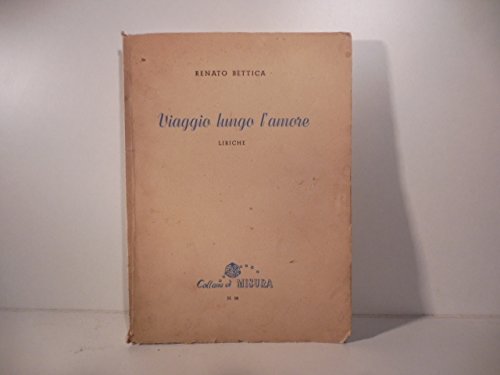 RENATO BETTICA
Viaggio lungo l'amore
LIRICHE
Collana di MISURA